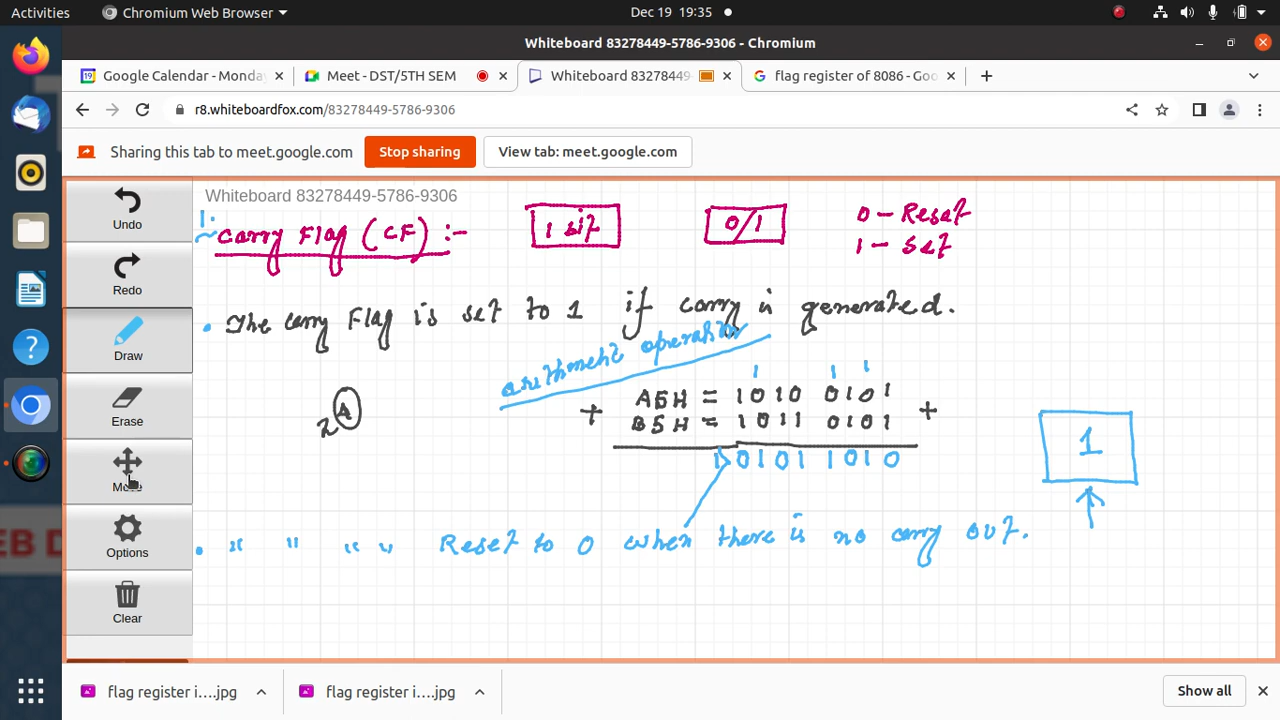 Activities Chromium Web Browser Dec 19 19:35
Whiteboard 83278449-5786-9306 - Chromium
Google Calendar - Monda Meet - DST/5TH SEM Whiteboard 83278449 flag register of 8086 - Goo
r8.whiteboardfox.com/83278449-5786-9306
Sharing this tab to meet.google.com Stop sharing View tab: meet.google.com
Whiteboard 83278449-5786-9306
Undo
Redo
Draw
Erase
Move
Options
Clear
1. Carry Flag (CF) :- 1 bit 0/1 0 - Reset
1 - Set
• The carry Flag is set to 1 if carry is generated.
arithmetic operation
1 1 1
A5H = 1010 0101
+ +
B5H = 1011 0101
1 0101 1010
1
• " " " " Reset to 0 when there is no carry out.
flag register i....jpg flag register i....jpg Show all